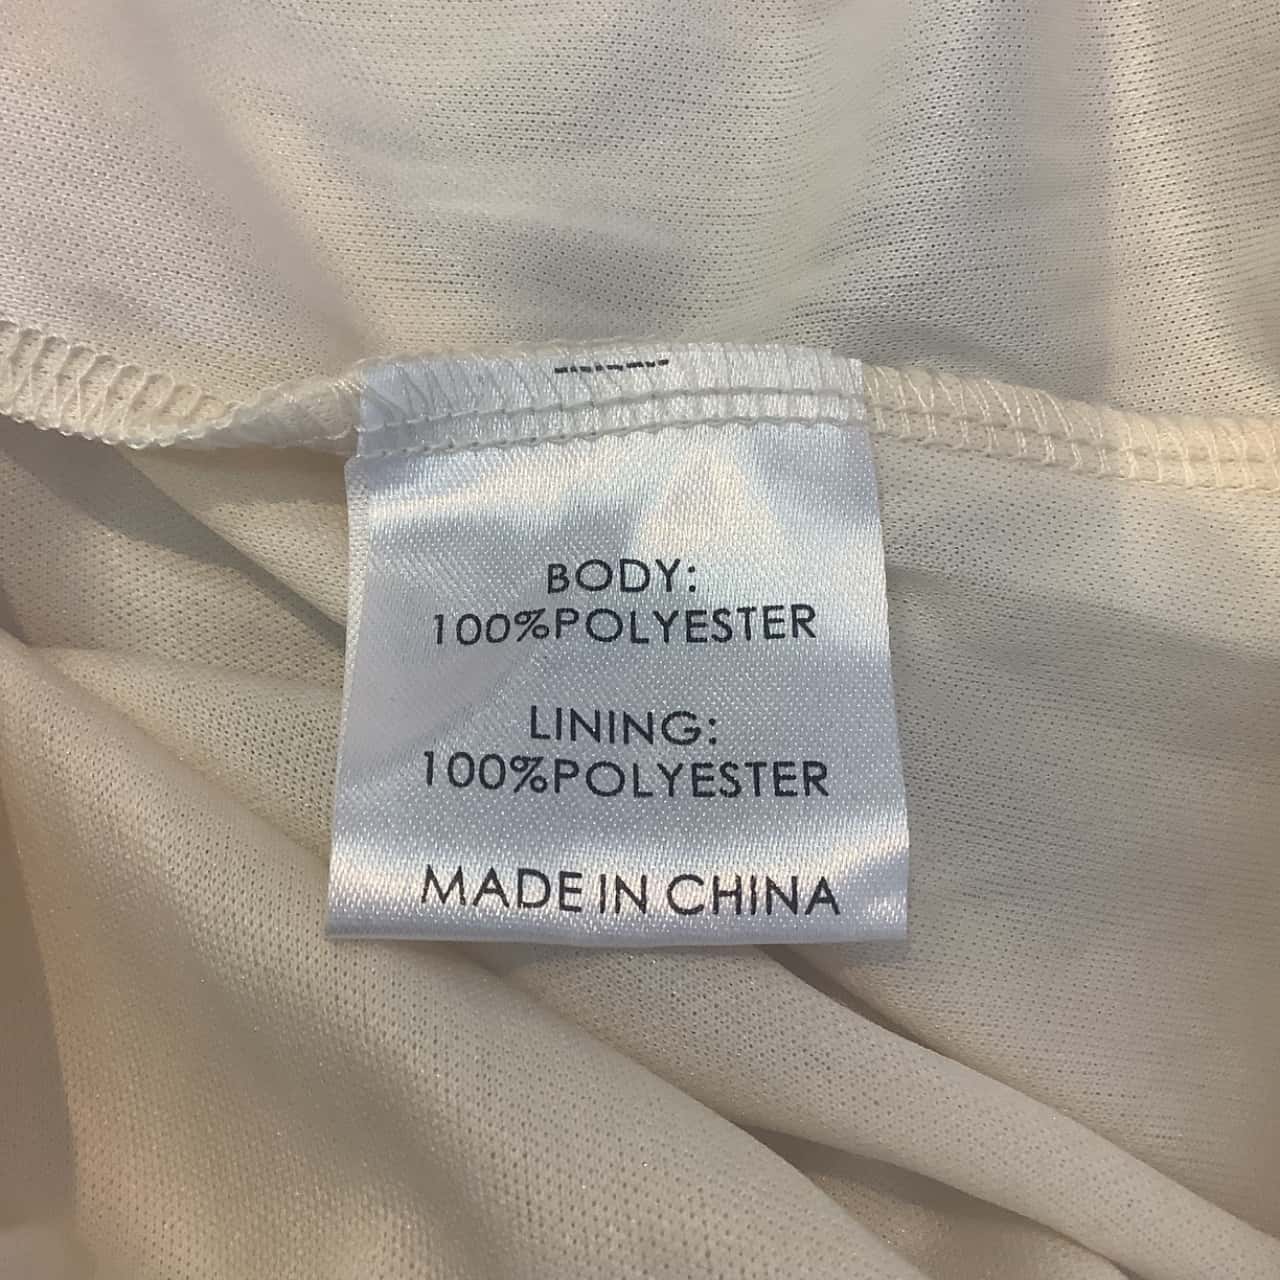 BODY:
100%POLYESTER
LINING:
100%POLYESTER
MADE IN CHINA